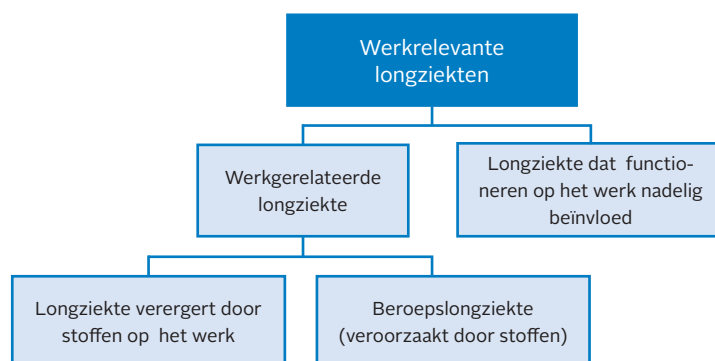 Werkrelevante
longziekten
Werkgerelateerde
longziekte
Longziekte dat functio-
neren op het werk nadelig
beïnvloed
Longziekte verergert door
stoffen op het werk
Beroepslongziekte
(veroorzaakt door stoffen)